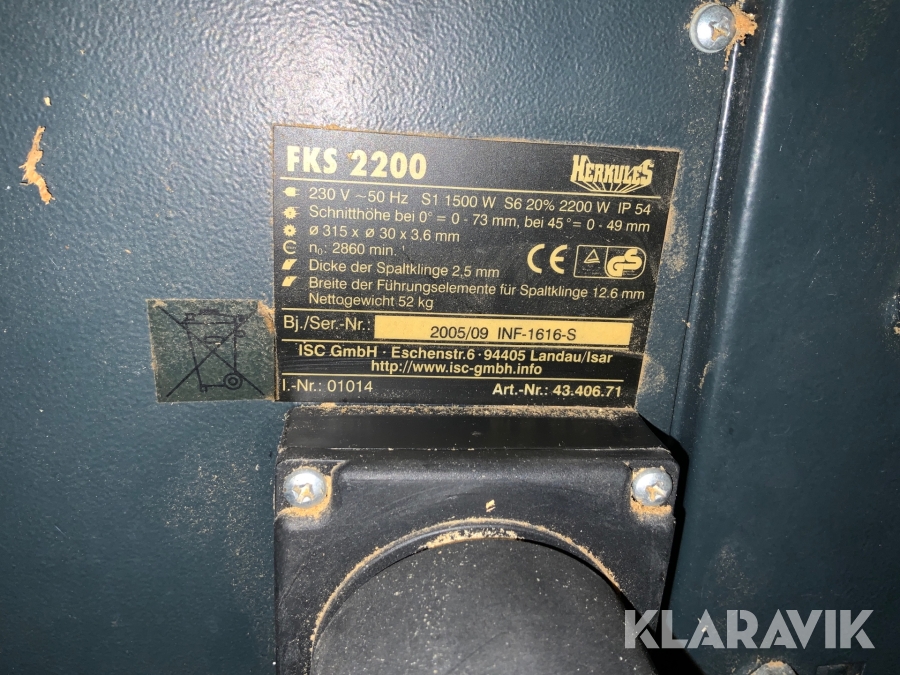 FKS 2200
HERKULES
230 V ~ 50 Hz S1 1500 W S6 20% 2200 W IP 54
Schnitthöhe bei 0° = 0 - 73 mm, bei 45° = 0 - 49 mm
ø 315 x ø 30 x 3,6 mm
n₀: 2860 min.
CE
GS
Dicke der Spaltklinge 2,5 mm
Breite der Führungselemente für Spaltklinge 12.6 mm
Nettogewicht 52 kg
Bj./Ser.-Nr.: 2005/09 INF-1616-S
ISC GmbH · Eschenstr.6 · 94405 Landau/Isar
http://www.isc-gmbh.info
I.-Nr.: 01014 Art.-Nr.: 43.406.71
KLARAVIK